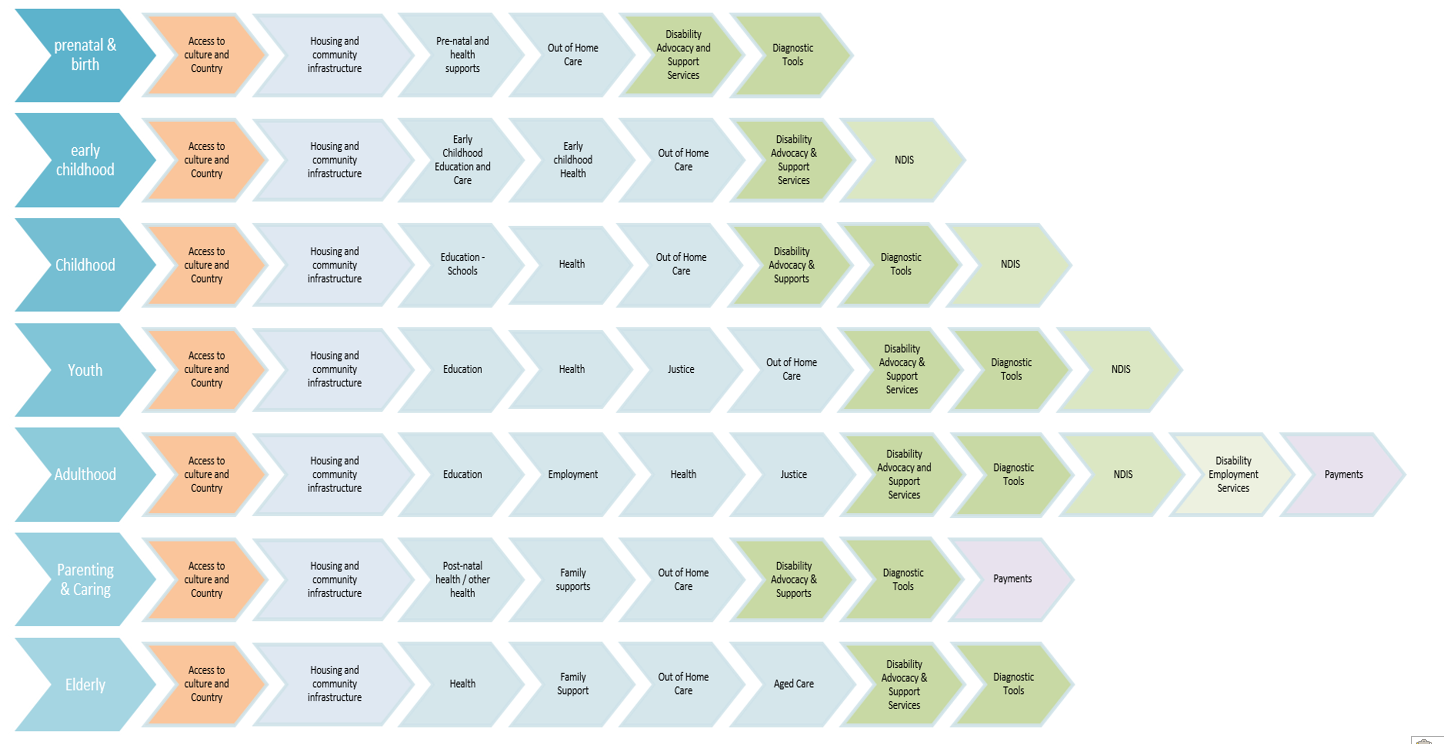 prenatal &
birth
Access to
culture and
Country
Housing and
community
infrastructure
Pre-natal and
health
supports
Out of Home
Care
Disability
Advocacy and
Support
Services
Diagnostic
Tools
early
childhood
Access to
culture and
Country
Housing and
community
infrastructure
Early
Childhood
Education and
Care
Early
childhood
Health
Out of Home
Care
Disability
Advocacy &
Support
Services
NDIS
Childhood
Access to
culture and
Country
Housing and
community
infrastructure
Education -
Schools
Health
Out of Home
Care
Disability
Advocacy &
Supports
Diagnostic
Tools
NDIS
Youth
Access to
culture and
Country
Housing and
community
infrastructure
Education
Health
Justice
Out of Home
Care
Disability
Advocacy &
Support
Services
Diagnostic
Tools
NDIS
Adulthood
Access to
culture and
Country
Housing and
community
infrastructure
Education
Employment
Health
Justice
Disability
Advocacy and
Support
Services
Diagnostic
Tools
NDIS
Disability
Employment
Services
Payments
Parenting
& Caring
Access to
culture and
Country
Housing and
community
infrastructure
Post-natal
health / other
health
Family
supports
Out of Home
Care
Disability
Advocacy &
Supports
Diagnostic
Tools
Payments
Elderly
Access to
culture and
Country
Housing and
community
infrastructure
Health
Family
Support
Out of Home
Care
Aged Care
Disability
Advocacy &
Support
Services
Diagnostic
Tools